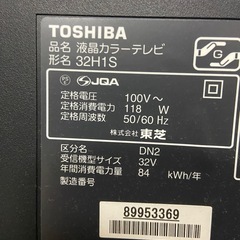 TOSHIBA
品名 液晶カラーテレビ
形名 32H1S
JQA
定格電圧 100V~
定格消費電力 118 W
定格周波数 50/60 Hz
株式会社 東芝
区分名 DN2
受信機型サイズ 32V
年間消費電力量 84 kWh/年
製造番号
89953369
G